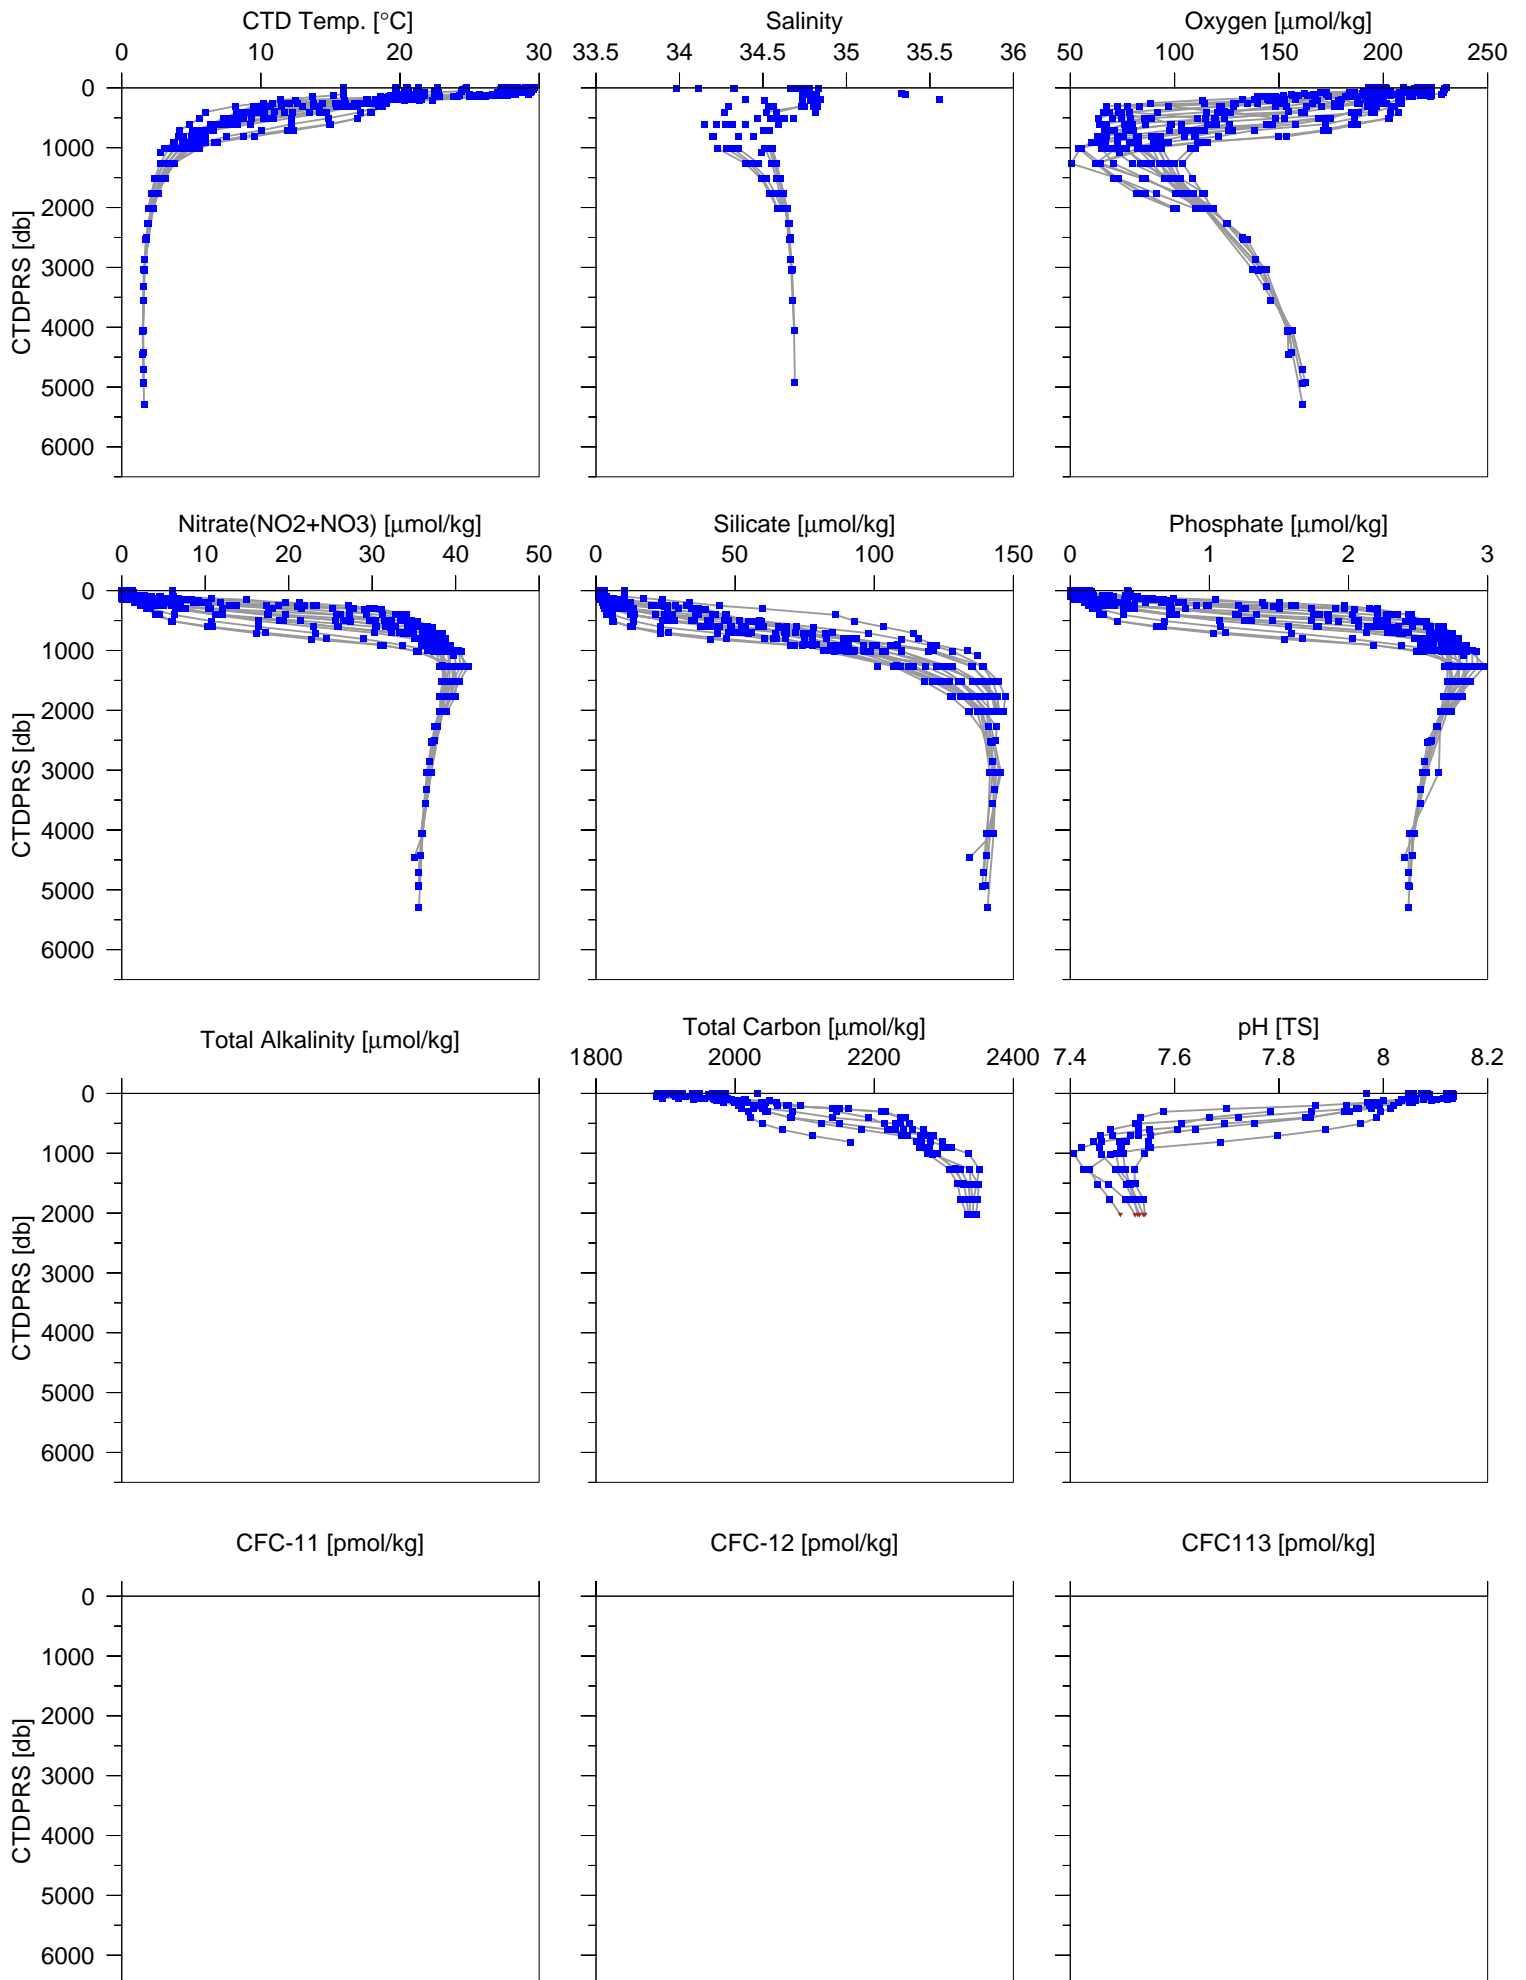 CTD Temp. [°C] Salinity Oxygen [μmol/kg]
0 10 20 30 33.5 34 34.5 35 35.5 36 50 100 150 200 250
0
1000
2000
3000
4000
5000
6000
CTDPRS [db]
Nitrate(NO2+NO3) [μmol/kg] Silicate [μmol/kg] Phosphate [μmol/kg]
0 10 20 30 40 50 0 50 100 150 0 1 2 3
0
1000
2000
3000
4000
5000
6000
CTDPRS [db]
Total Alkalinity [μmol/kg] Total Carbon [μmol/kg] pH [TS]
1800 2000 2200 2400 7.4 7.6 7.8 8 8.2
0
1000
2000
3000
4000
5000
6000
CTDPRS [db]
CFC-11 [pmol/kg] CFC-12 [pmol/kg] CFC113 [pmol/kg]
0
1000
2000
3000
4000
5000
6000
CTDPRS [db]